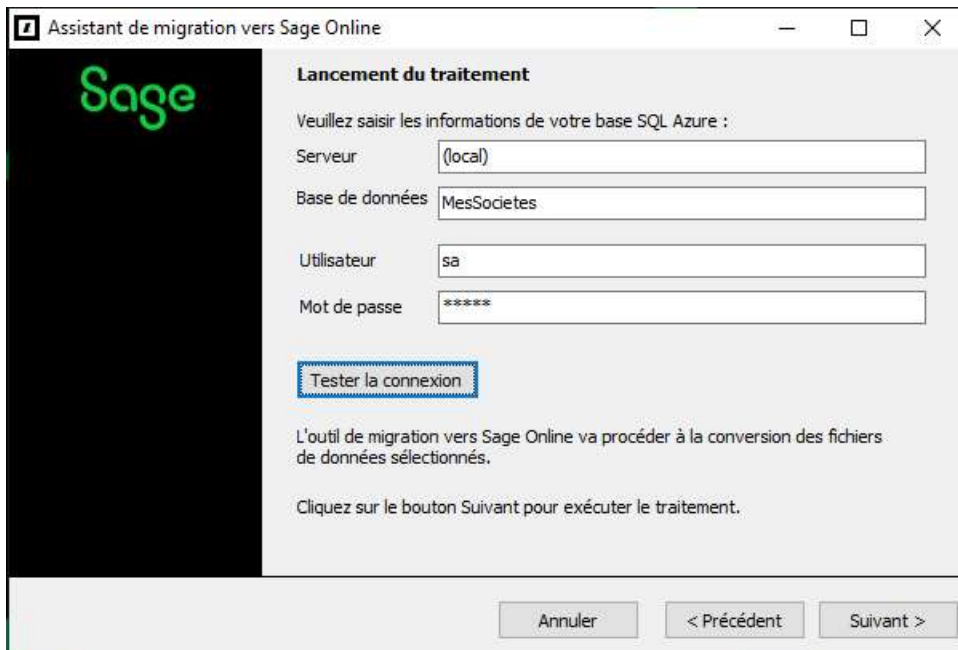 Assistant de migration vers Sage Online
Sage
Lancement du traitement
Veuillez saisir les informations de votre base SQL Azure :
Serveur
(local)
Base de données
MesSocietes
Utilisateur
sa
Mot de passe
*****
Tester la connexion
L'outil de migration vers Sage Online va procéder à la conversion des fichiers
de données sélectionnés.
Cliquez sur le bouton Suivant pour exécuter le traitement.
Annuler
< Précédent
Suivant >